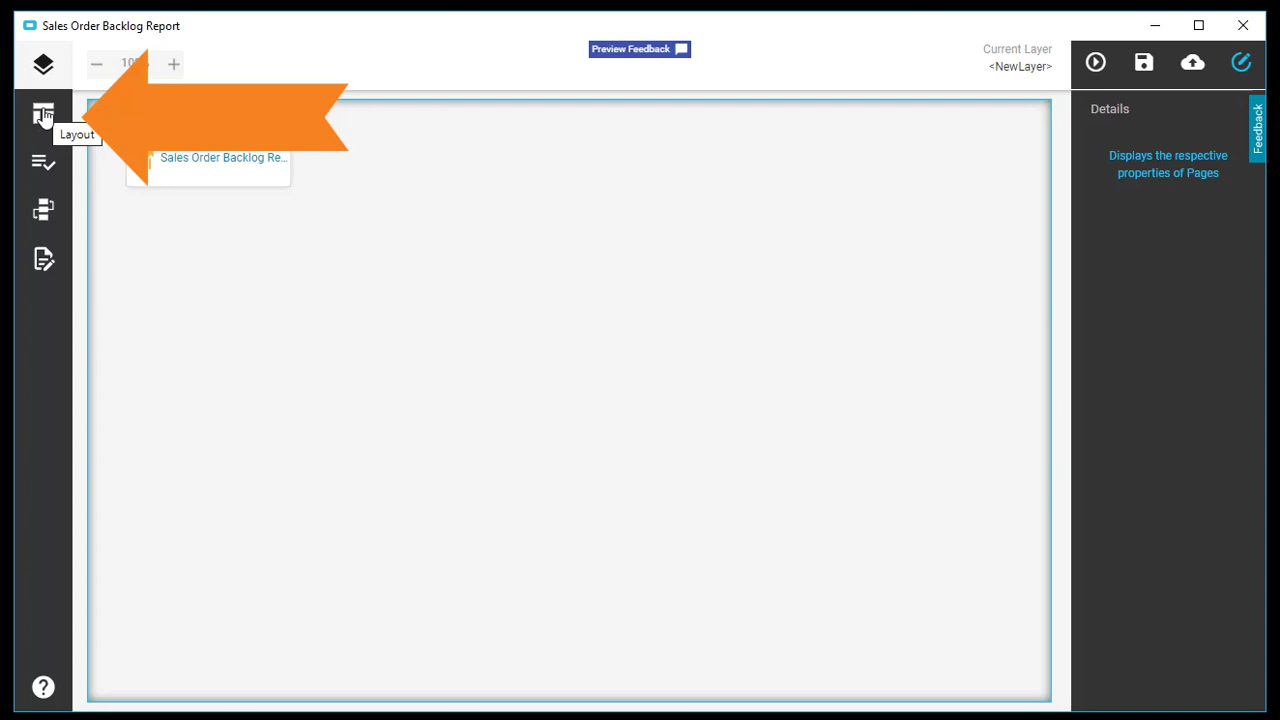 Sales Order Backlog Report
Preview Feedback
Current Layer
<NewLayer>
Layout
Sales Order Backlog Re...
Details
Displays the respective
properties of Pages
Feedback